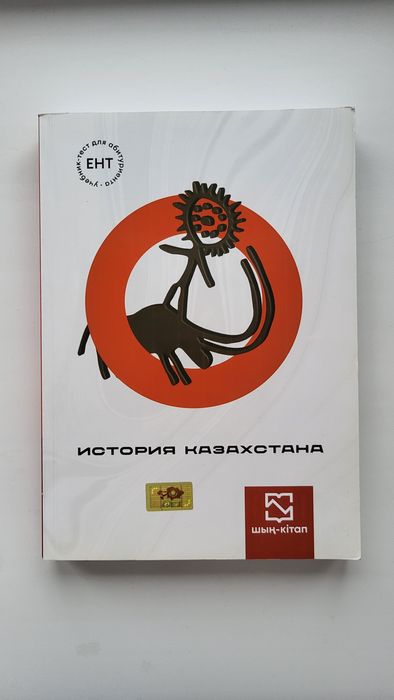 учебник-тест для абитуриента
ЕНТ
ИСТОРИЯ КАЗАХСТАНА
шың-кітап